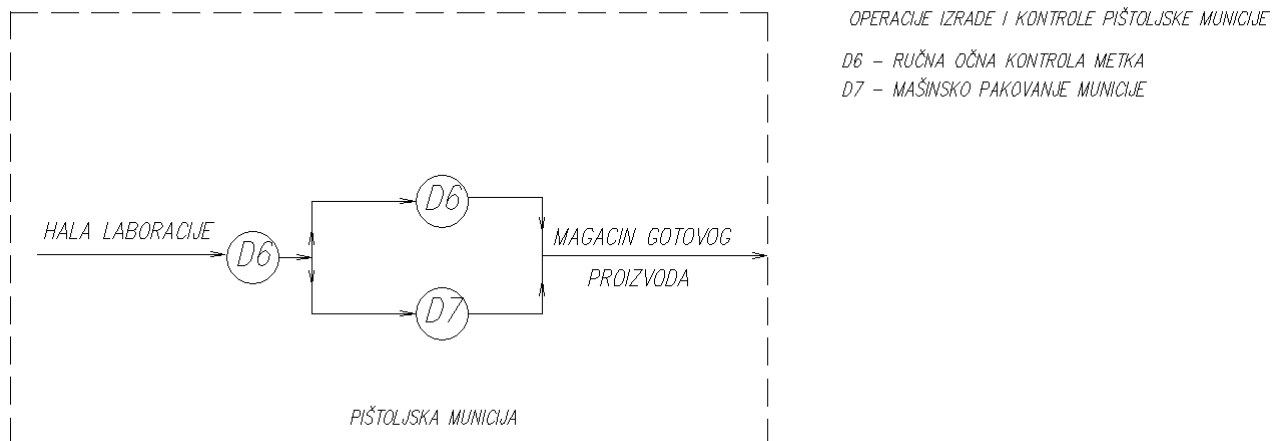 OPERACIJE IZRADE I KONTROLE PIŠTOLJSKE MUNICIJE
D6 – RUČNA OČNA KONTROLA METKA
D7 – MAŠINSKO PAKOVANJE MUNICIJE
HALA LABORACIJE
D6
D6
D7
MAGACIN GOTOVOG
PROIZVODA
PIŠTOLJSKA MUNICIJA